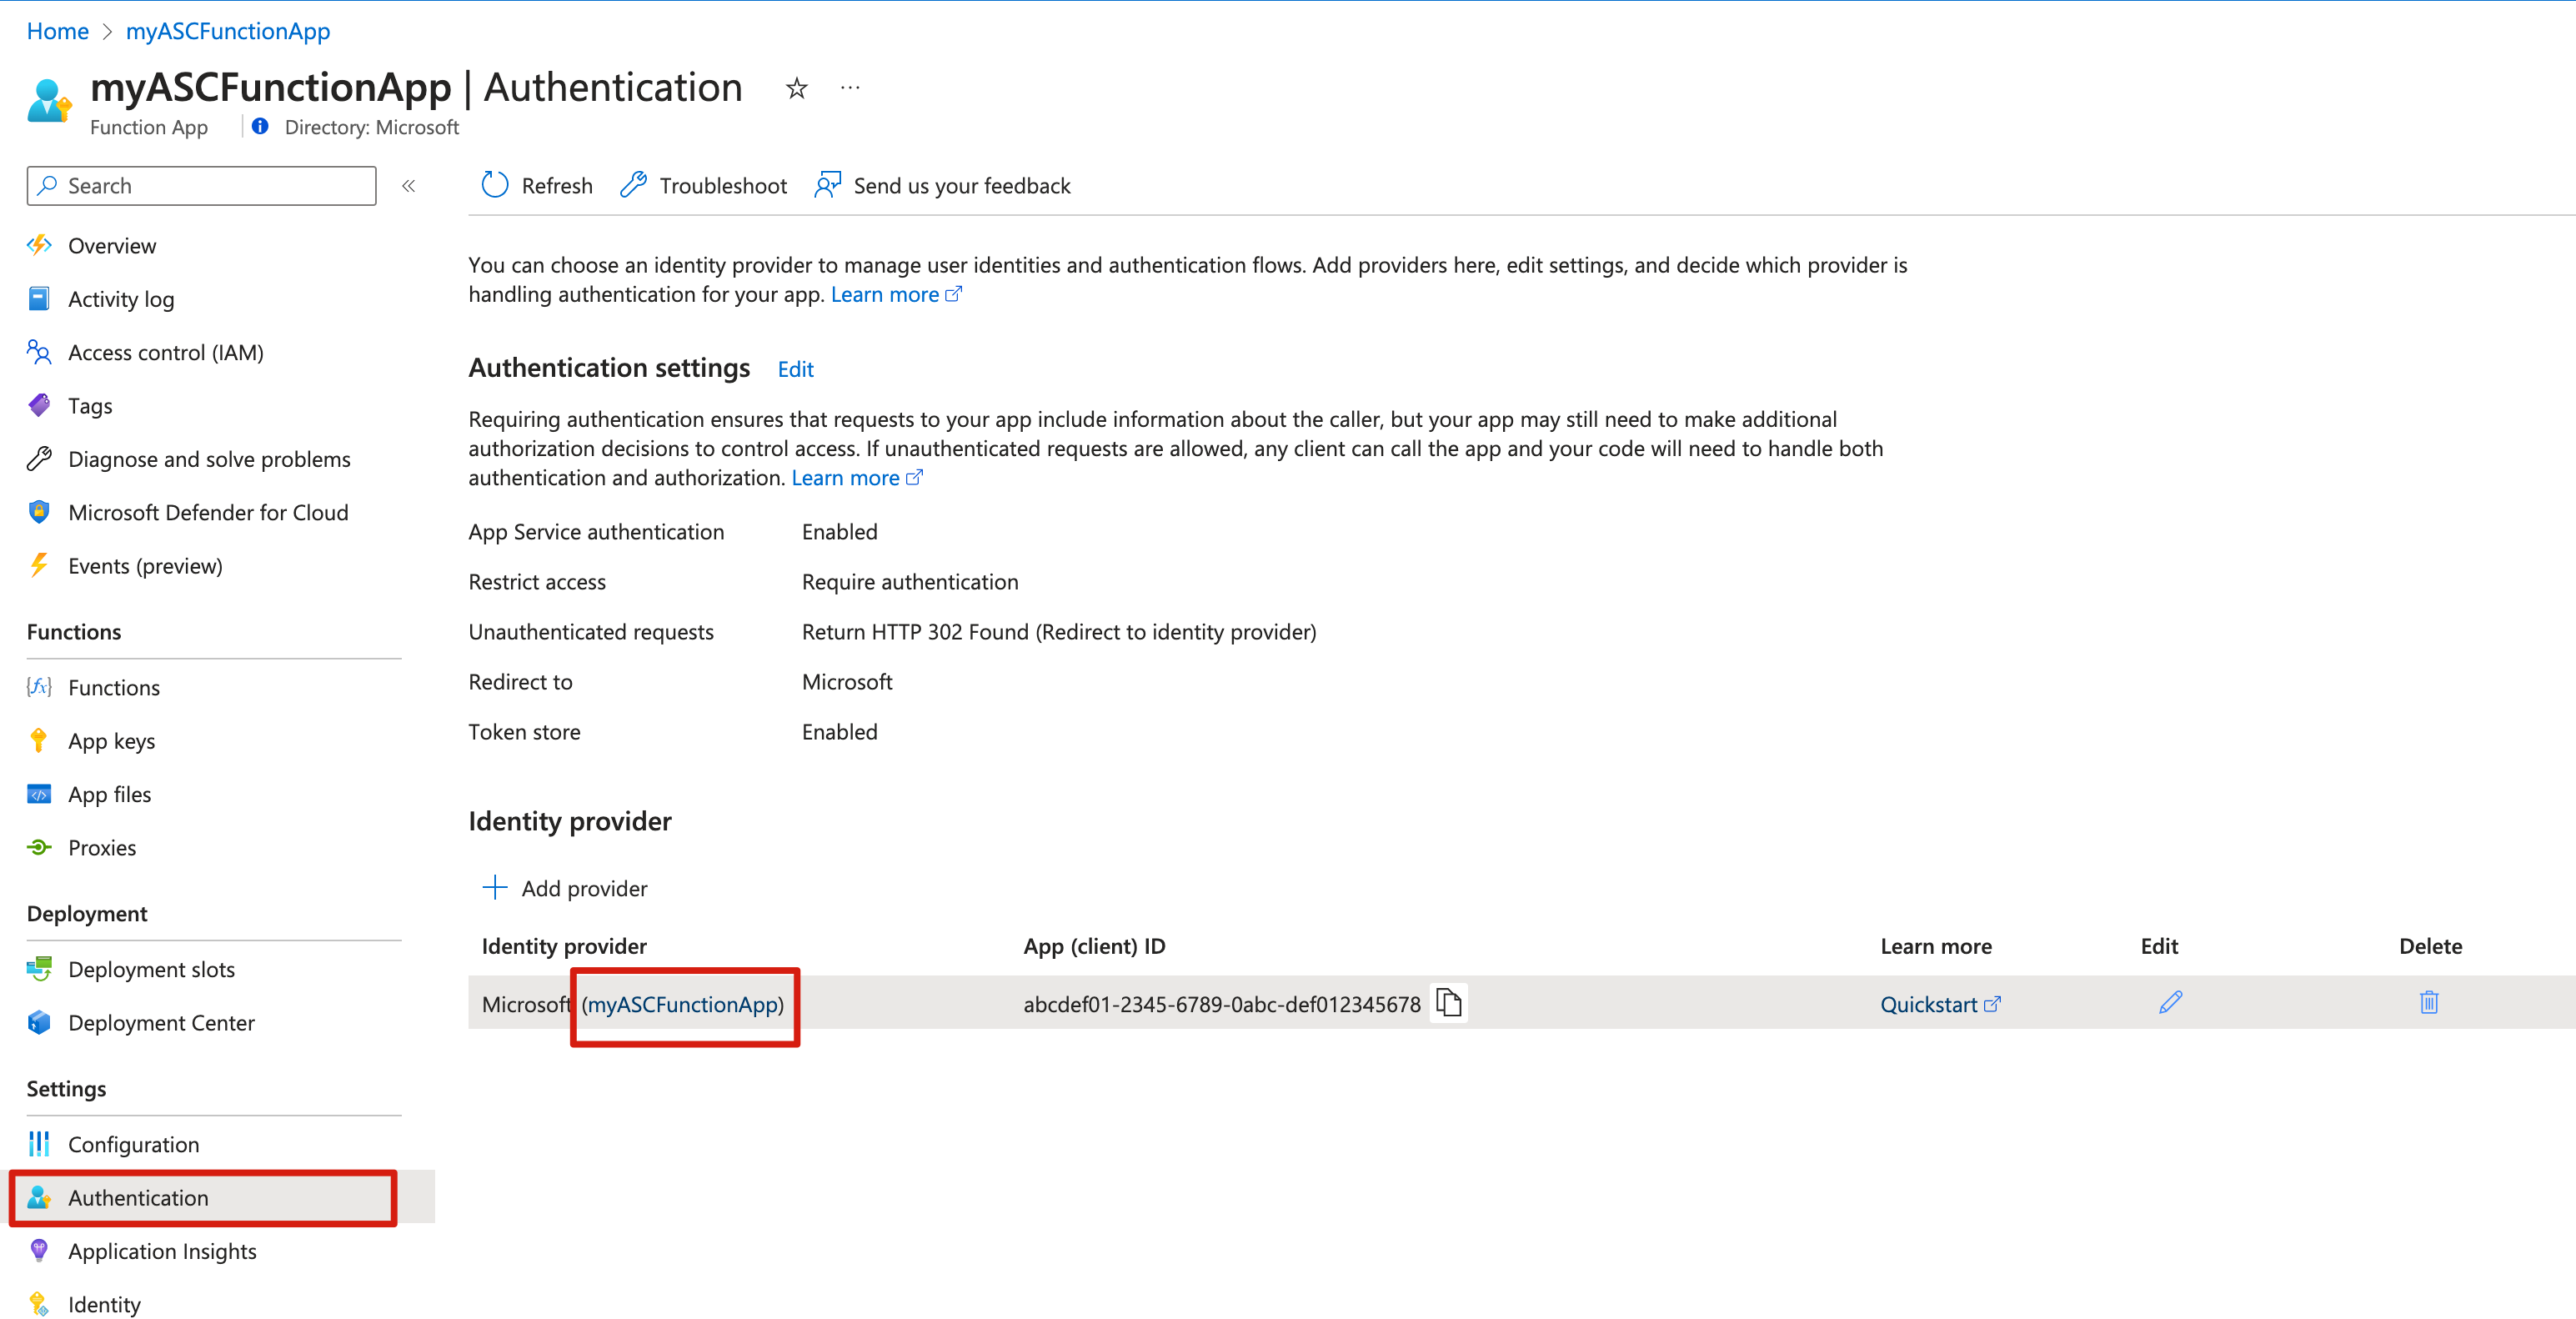 Home > myASCFunctionApp
myASCFunctionApp | Authentication
Function App
Directory: Microsoft
Search
Overview
Activity log
Access control (IAM)
Tags
Diagnose and solve problems
Microsoft Defender for Cloud
Events (preview)
Functions
Functions
App keys
App files
Proxies
Deployment
Deployment slots
Deployment Center
Settings
Configuration
Authentication
Application Insights
Identity
Refresh
Troubleshoot
Send us your feedback
You can choose an identity provider to manage user identities and authentication flows. Add providers here, edit settings, and decide which provider is
handling authentication for your app. Learn more
Authentication settings Edit
Requiring authentication ensures that requests to your app include information about the caller, but your app may still need to make additional
authorization decisions to control access. If unauthenticated requests are allowed, any client can call the app and your code will need to handle both
authentication and authorization. Learn more
App Service authentication Enabled
Restrict access Require authentication
Unauthenticated requests Return HTTP 302 Found (Redirect to identity provider)
Redirect to Microsoft
Token store Enabled
Identity provider
Add provider
Identity provider App (client) ID Learn more Edit Delete
Microsoft (myASCFunctionApp) abcdef01-2345-6789-0abc-def012345678 Quickstart